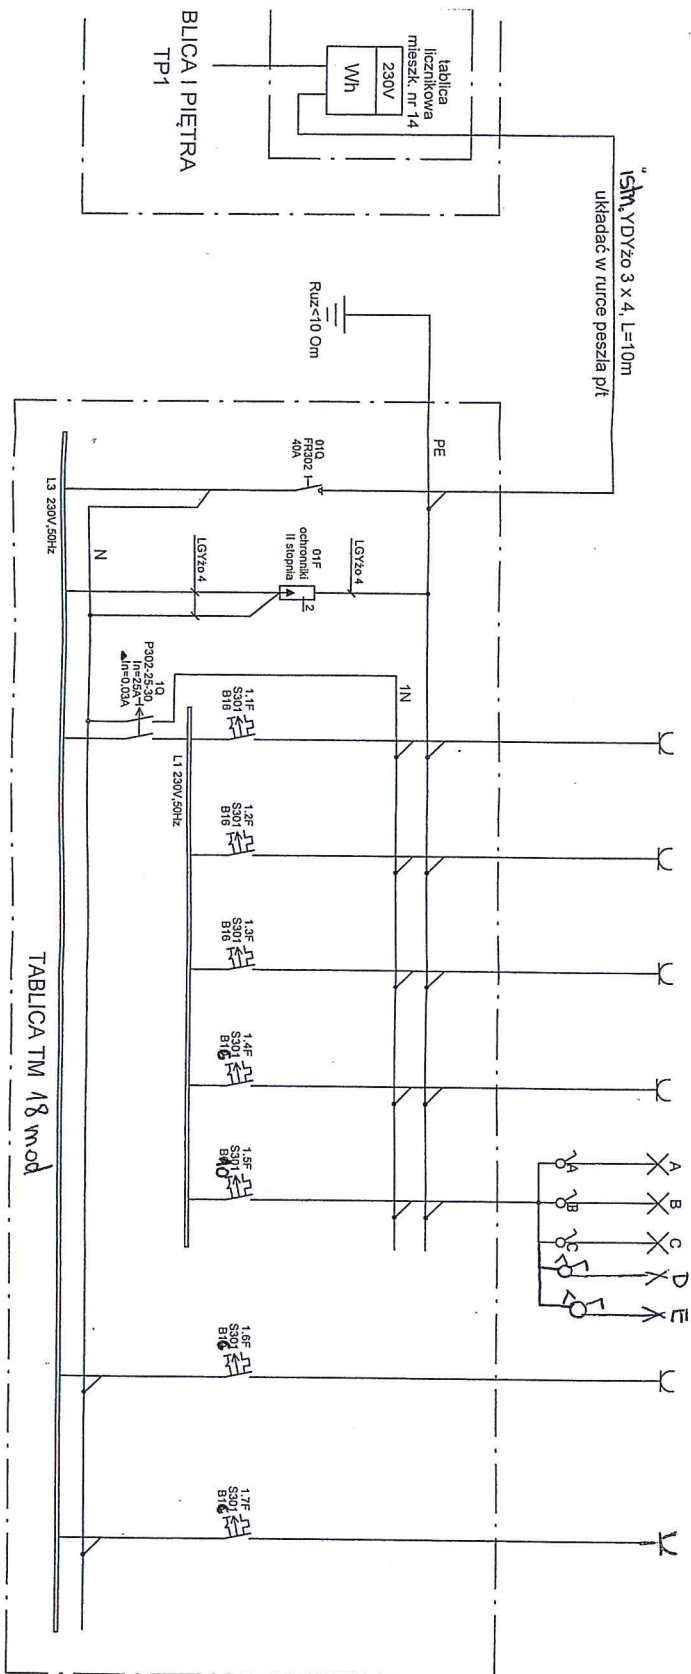 TABLICA I PIĘTRA
TP1
tablica
licznikowa
mieszk. nr 14
230V
Wh
istn. YDYżo 3 x 4, L=10m
układać w rurce peszla p/t
Ruz<10 Om
PE
01Q
FR302
40A
L3 230V,50Hz
N
LGYżo 4
01F
ochronniki
II stopnia
2
LGYżo 4
1Q
P302-25-30
In=25A
In=0,03A
1N
L1 230V,50Hz
1.1F
S301
B16
1.2F
S301
B16
1.3F
S301
B16
1.4F
S301
B16
1.5F
S301
B10
1.6F
S301
B16
1.7F
S301
B16
A
B
C
D
E
A
B
C
TABLICA TM 18 mod